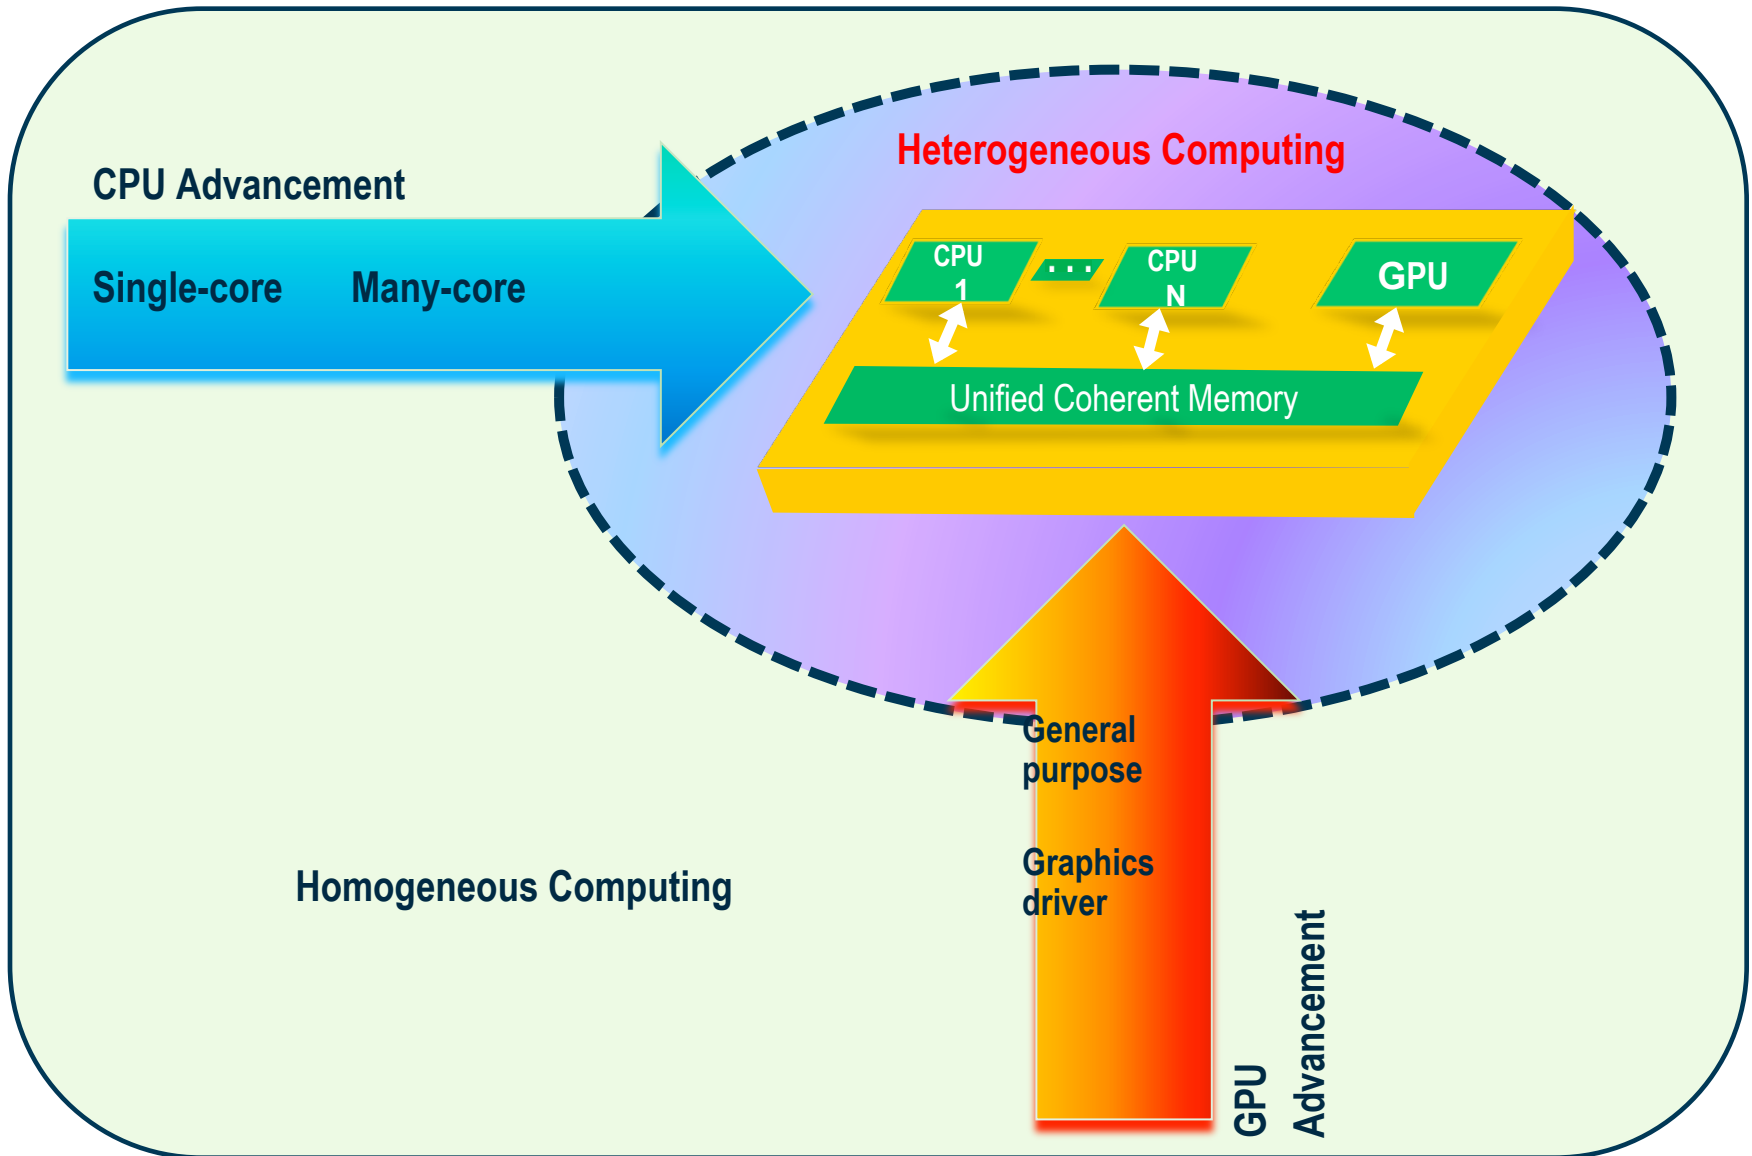 Heterogeneous Computing
CPU Advancement
Single-core Many-core
CPU
1
...
CPU
N
GPU
Unified Coherent Memory
General
purpose
Graphics
driver
Homogeneous Computing
GPU
Advancement